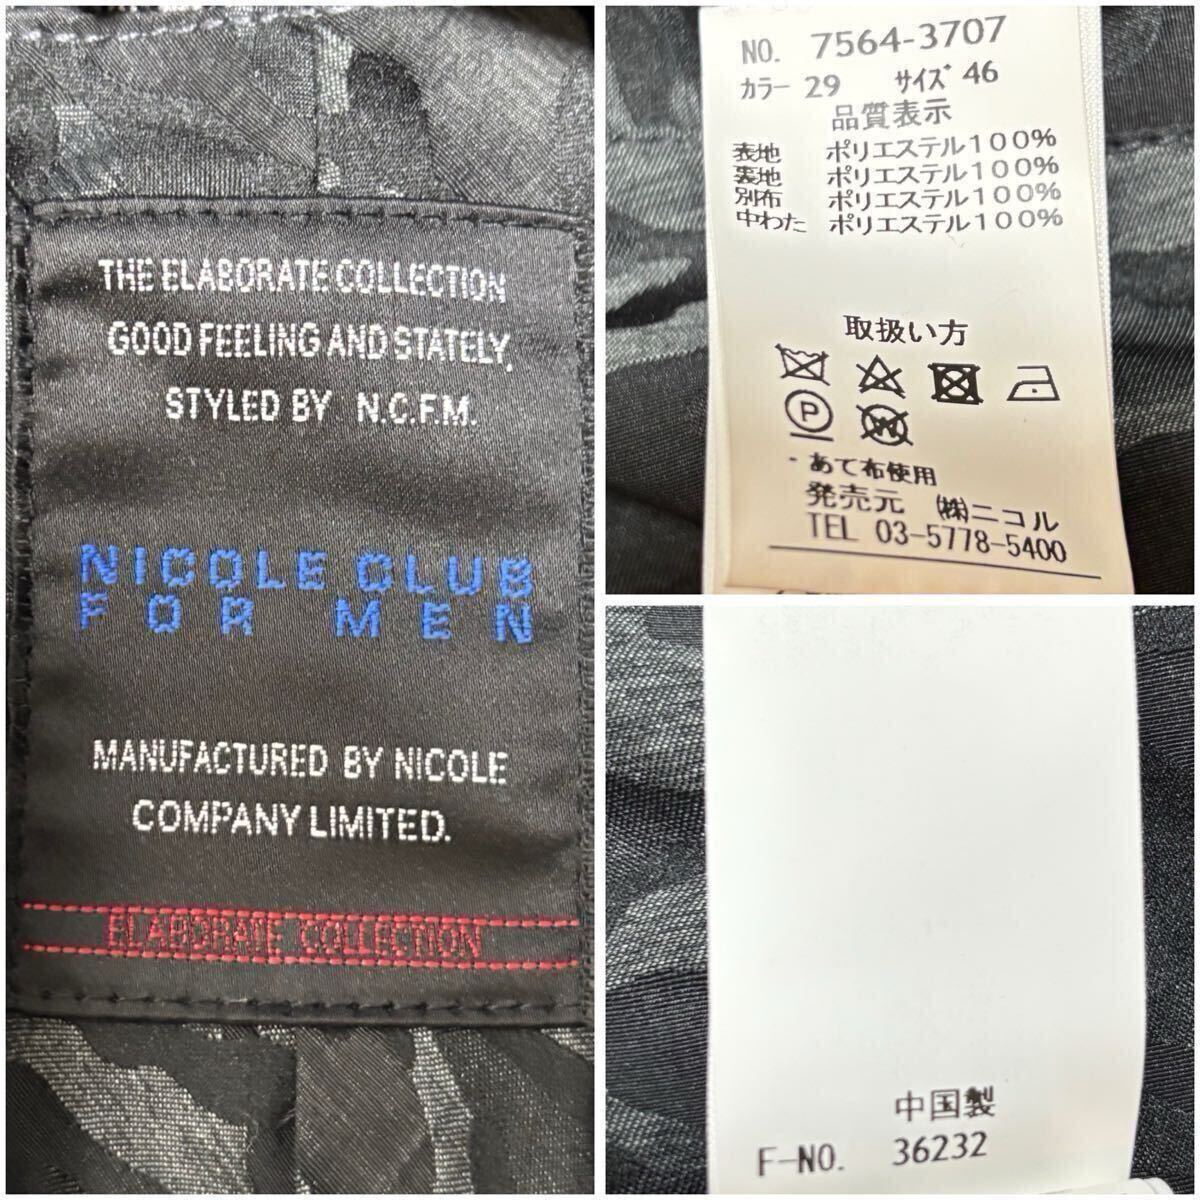 THE ELABORATE COLLECTION
GOOD FEELING AND STATELY,
STYLED BY N.C.F.M.
NICOLE CLUB
FOR MEN
MANUFACTURED BY NICOLE
COMPANY LIMITED.
ELABORATE COLLECTION
NO. 7564-3707
カラー 29 サイズ 46
品質表示
表地 ポリエステル100%
裏地 ポリエステル100%
別布 ポリエステル100%
中わた ポリエステル100%
取扱い方
P
W
・あて布使用
発売元 ㈱ニコル
TEL 03-5778-5400
中国製
F-NO. 36232